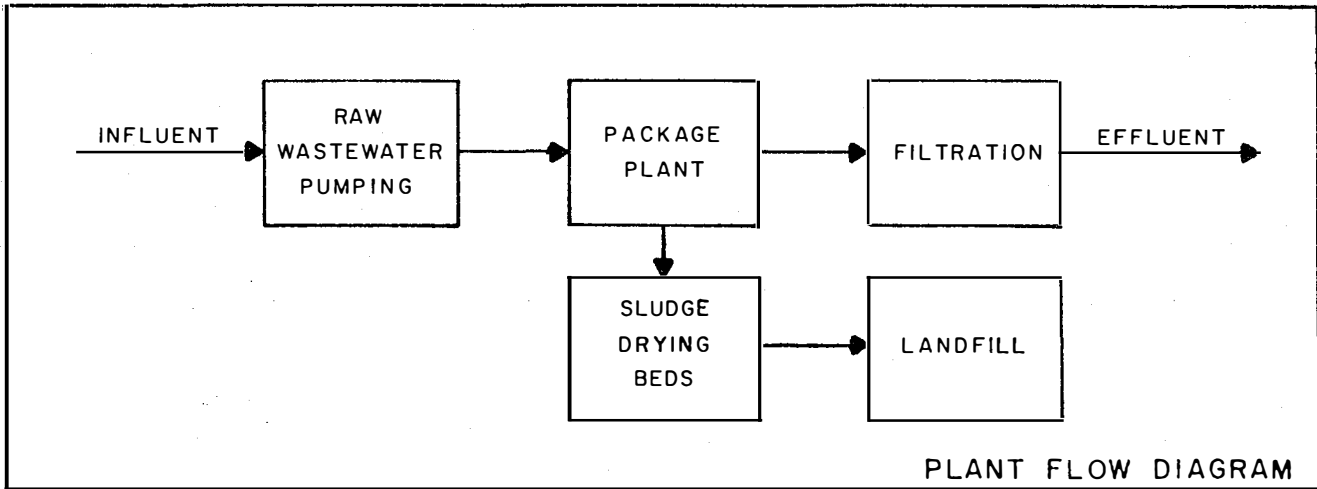 INFLUENT
RAW
WASTEWATER
PUMPING
PACKAGE
PLANT
FILTRATION
EFFLUENT
SLUDGE
DRYING
BEDS
LANDFILL
PLANT FLOW DIAGRAM